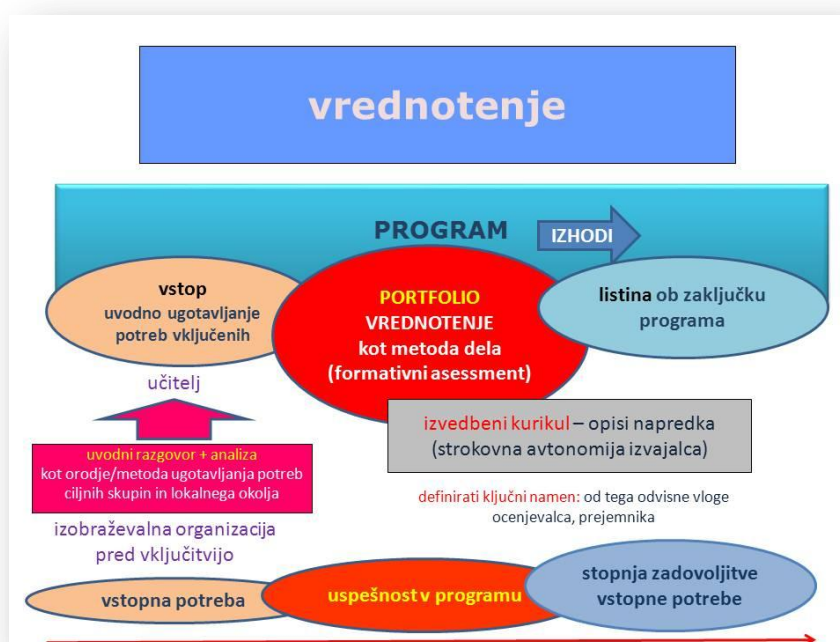 vrednotenje
PROGRAM
IZHODI
vstop
uvodno ugotavljanje
potreb vključenih
PORTFOLIO
VREDNOTENJE
kot metoda dela
(formativni asessment)
listina ob zaključku
programa
učitelj
uvodni razgovor + analiza
kot orodje/metoda ugotavljanja potreb
ciljnih skupin in lokalnega okolja
izvedbeni kurikul – opisi napredka
(strokovna avtonomija izvajalca)
definirati ključni namen: od tega odvisne vloge
ocenjevalca, prejemnika
izobraževalna organizacija
pred vključitvijo
vstopna potreba
uspešnost v programu
stopnja zadovoljitve
vstopne potrebe